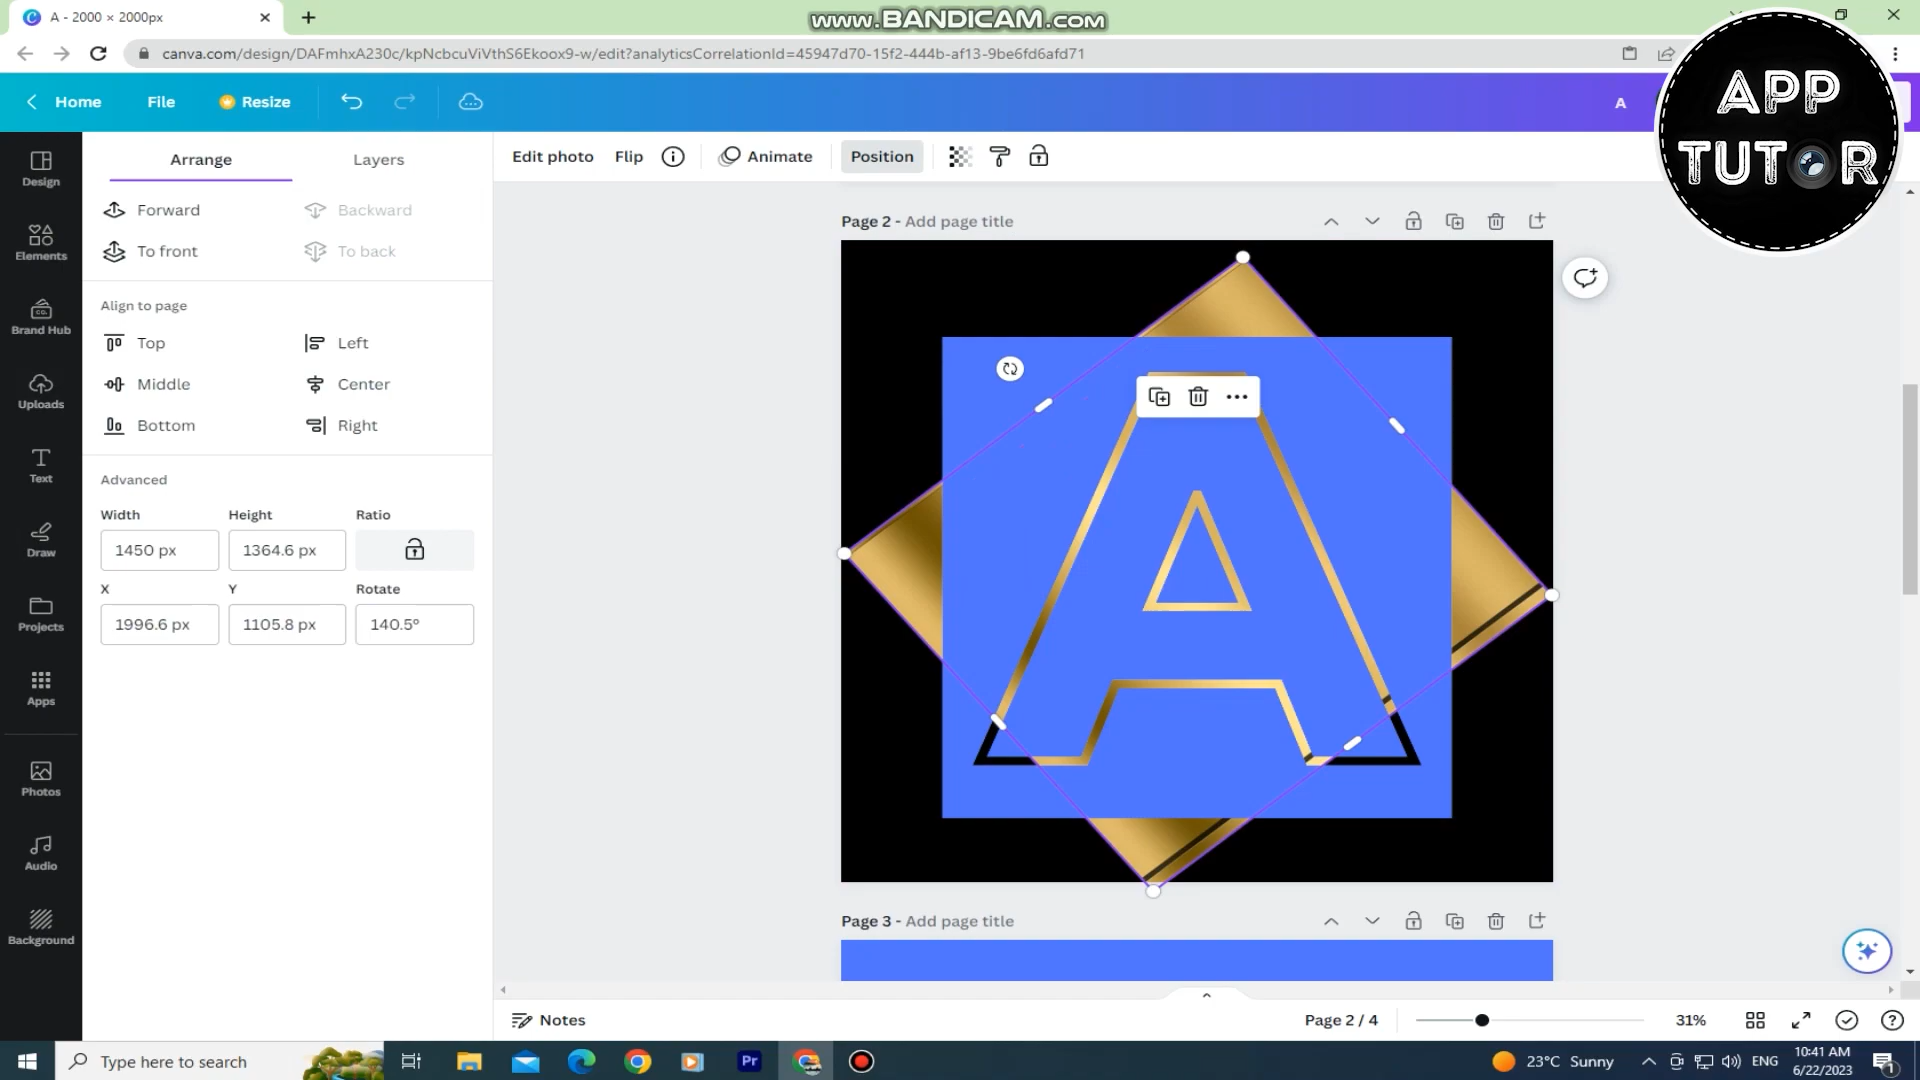 A - 2000 × 2000px
www.BANDICAM.com
canva.com/design/DAFmhxA230c/kpNcbcuViVthS6Ekoox9-w/edit?analyticsCorrelationId=45947d70-15f2-444b-af13-9be6fd6afd71
Home
File
Resize
A
APP
TUTOR
Design
Elements
Brand Hub
Uploads
Text
Draw
Projects
Apps
Photos
Audio
Background
Arrange
Layers
Forward
Backward
To front
To back
Align to page
Top
Left
Middle
Center
Bottom
Right
Advanced
Width
Height
Ratio
1450 px
1364.6 px
X
Y
Rotate
1996.6 px
1105.8 px
140.5°
Edit photo
Flip
Animate
Position
Page 2 - Add page title
A
Page 3 - Add page title
Notes
Page 2 / 4
31%
Type here to search
Pr
23°C Sunny
ENG
10:41 AM
6/22/2023
1